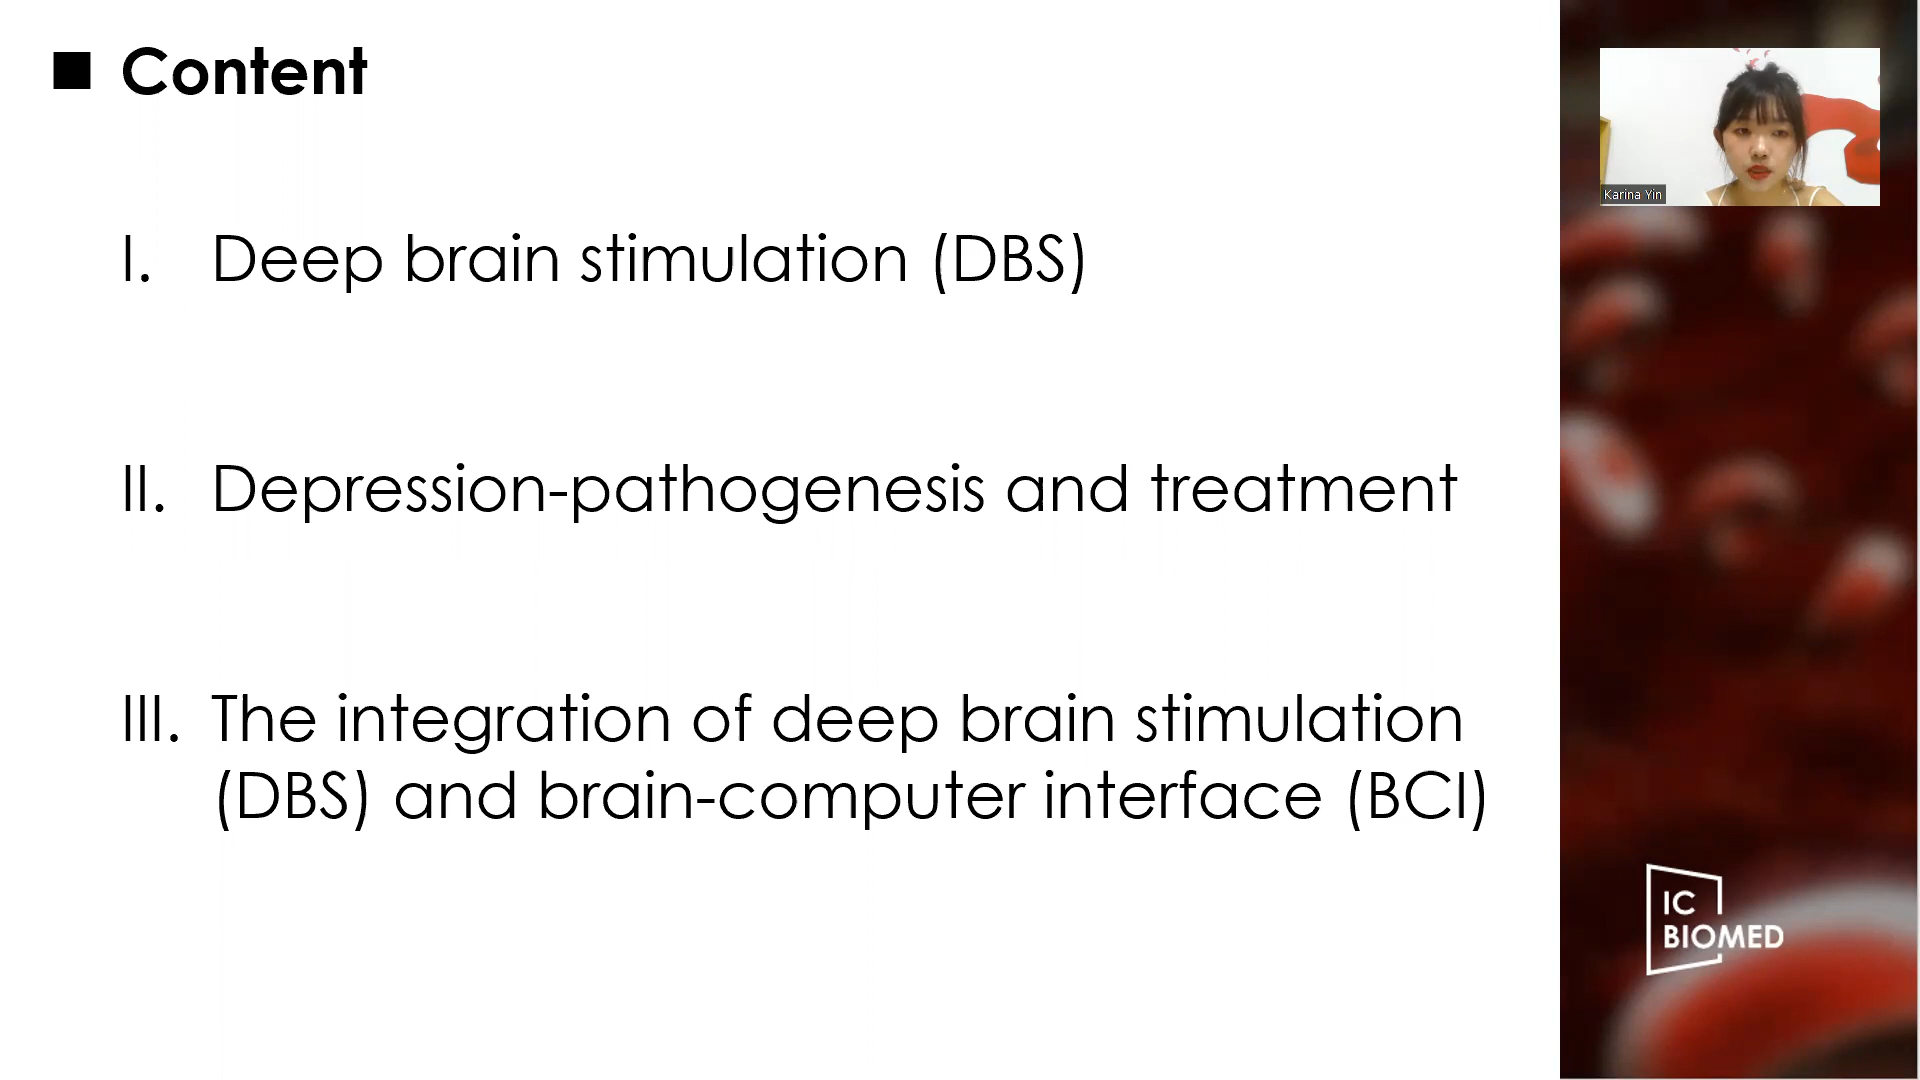 Content
I. Deep brain stimulation (DBS)
II. Depression-pathogenesis and treatment
III. The integration of deep brain stimulation
(DBS) and brain-computer interface (BCI)
Karina Yin
IC
BIOMED